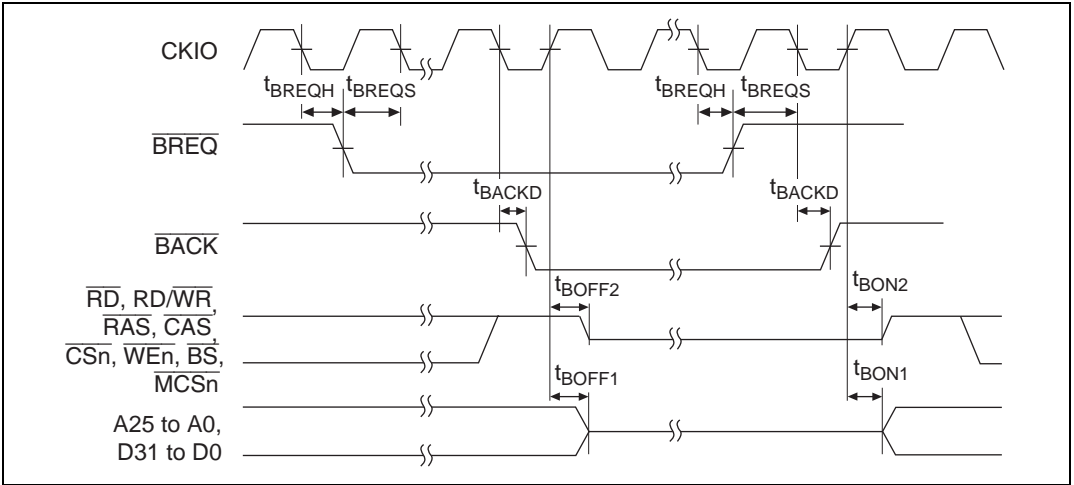 CKIO
tBREQH tBREQS tBREQH tBREQS
BREQ
tBACKD tBACKD
BACK
RD, RD/WR,
RAS, CAS,
CSn, WEn, BS,
MCSn
tBOFF2 tBON2
tBOFF1 tBON1
A25 to A0,
D31 to D0